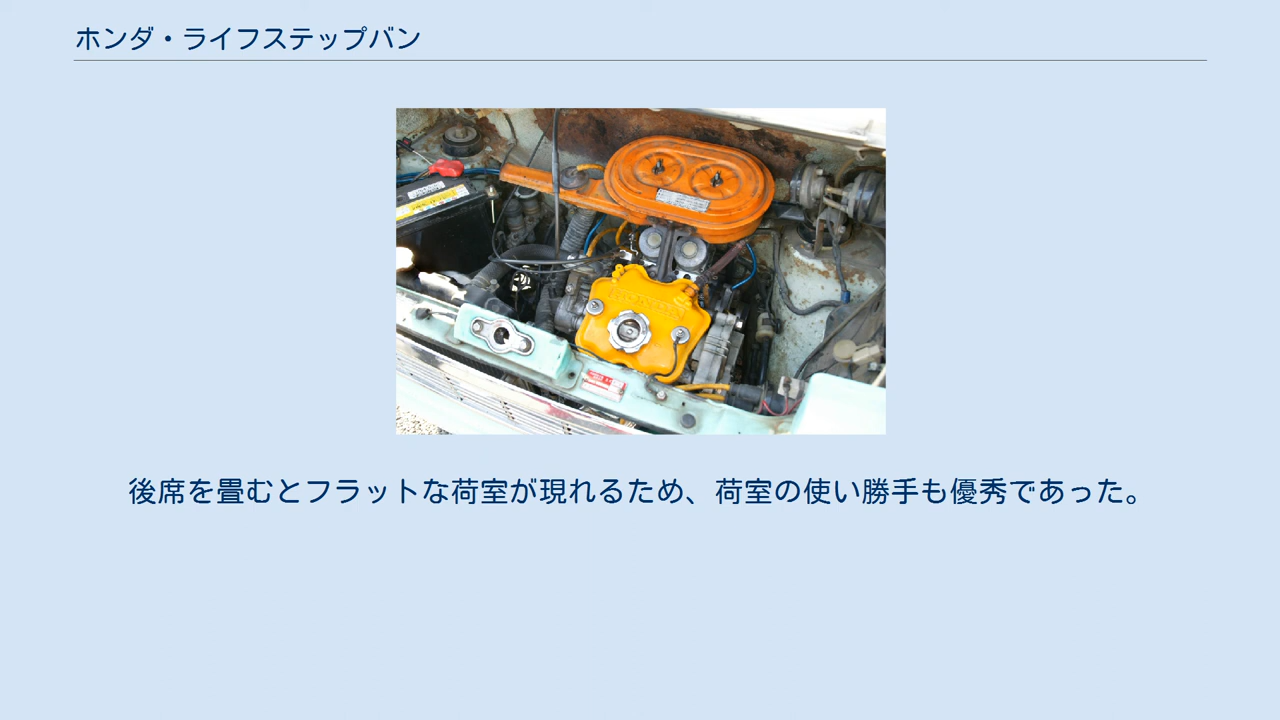 ホンダ・ライフステップバン
HONDA
後席を畳むとフラットな荷室が現れるため、荷室の使い勝手も優秀であった。